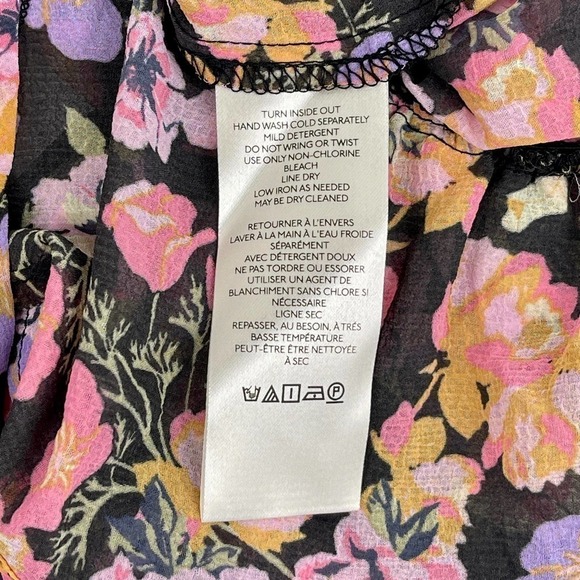 TURN INSIDE OUT
HAND WASH COLD SEPARATELY
MILD DETERGENT
DO NOT WRING OR TWIST
USE ONLY NON-CHLORINE
BLEACH
LINE DRY
LOW IRON AS NEEDED
MAY BE DRY CLEANED
RETOURNER À L'ENVERS
LAVER À LA MAIN À L'EAU FROIDE
SÉPARÉMENT
AVEC DÉTERGENT DOUX
NE PAS TORDRE OU ESSORER
UTILISER UN AGENT DE
BLANCHIMENT SANS CHLORE SI
NÉCESSAIRE
LIGNE SEC
REPASSER, AU BESOIN, À TRÉS
BASSE TEMPÉRATURE
PEUT-ÊTRE ÊTRE NETTOYÉE
À SEC
P